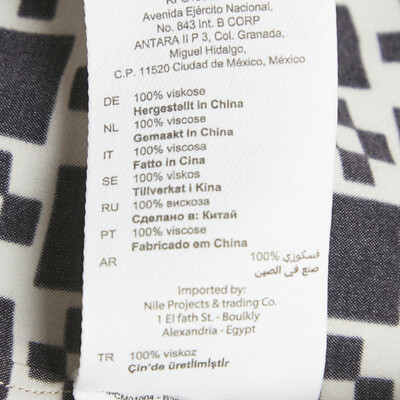 Avenida Ejército Nacional,
No. 843 Int. B CORP
ANTARA II P 3, Col. Granada,
Miguel Hidalgo,
C.P. 11520 Ciudad de México, México
DE 100% viskose
Hergestellt in China
NL 100% viscose
Gemaakt in China
IT 100% viscosa
Fatto in Cina
SE 100% viskos
Tillverkat i Kina
RU 100% вискоза
Сделано в: Китай
PT 100% viscose
Fabricado em China
AR فسكوزي %100
صنع في الصين
Imported by:
Nile Projects & trading Co.
1 El fath St. - Bouikly
Alexandria - Egypt
TR 100% viskoz
Çin'de üretilmiştir